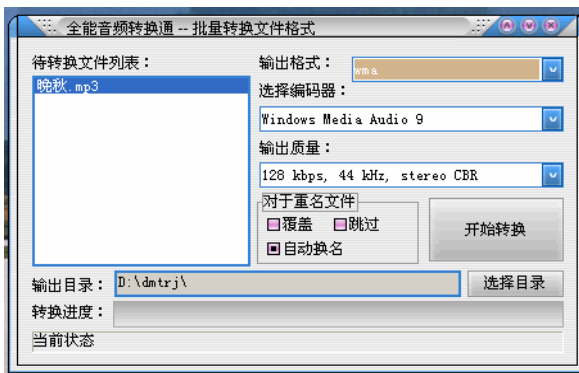 全能音频转换通 -- 批量转换文件格式
待转换文件列表：
晚秋.mp3
输出格式：
wma
选择编码器：
Windows Media Audio 9
输出质量：
128 kbps, 44 kHz, stereo CBR
对于重名文件
覆盖 跳过
自动换名
开始转换
输出目录： D:\dmtrj\ 选择目录
转换进度：
当前状态